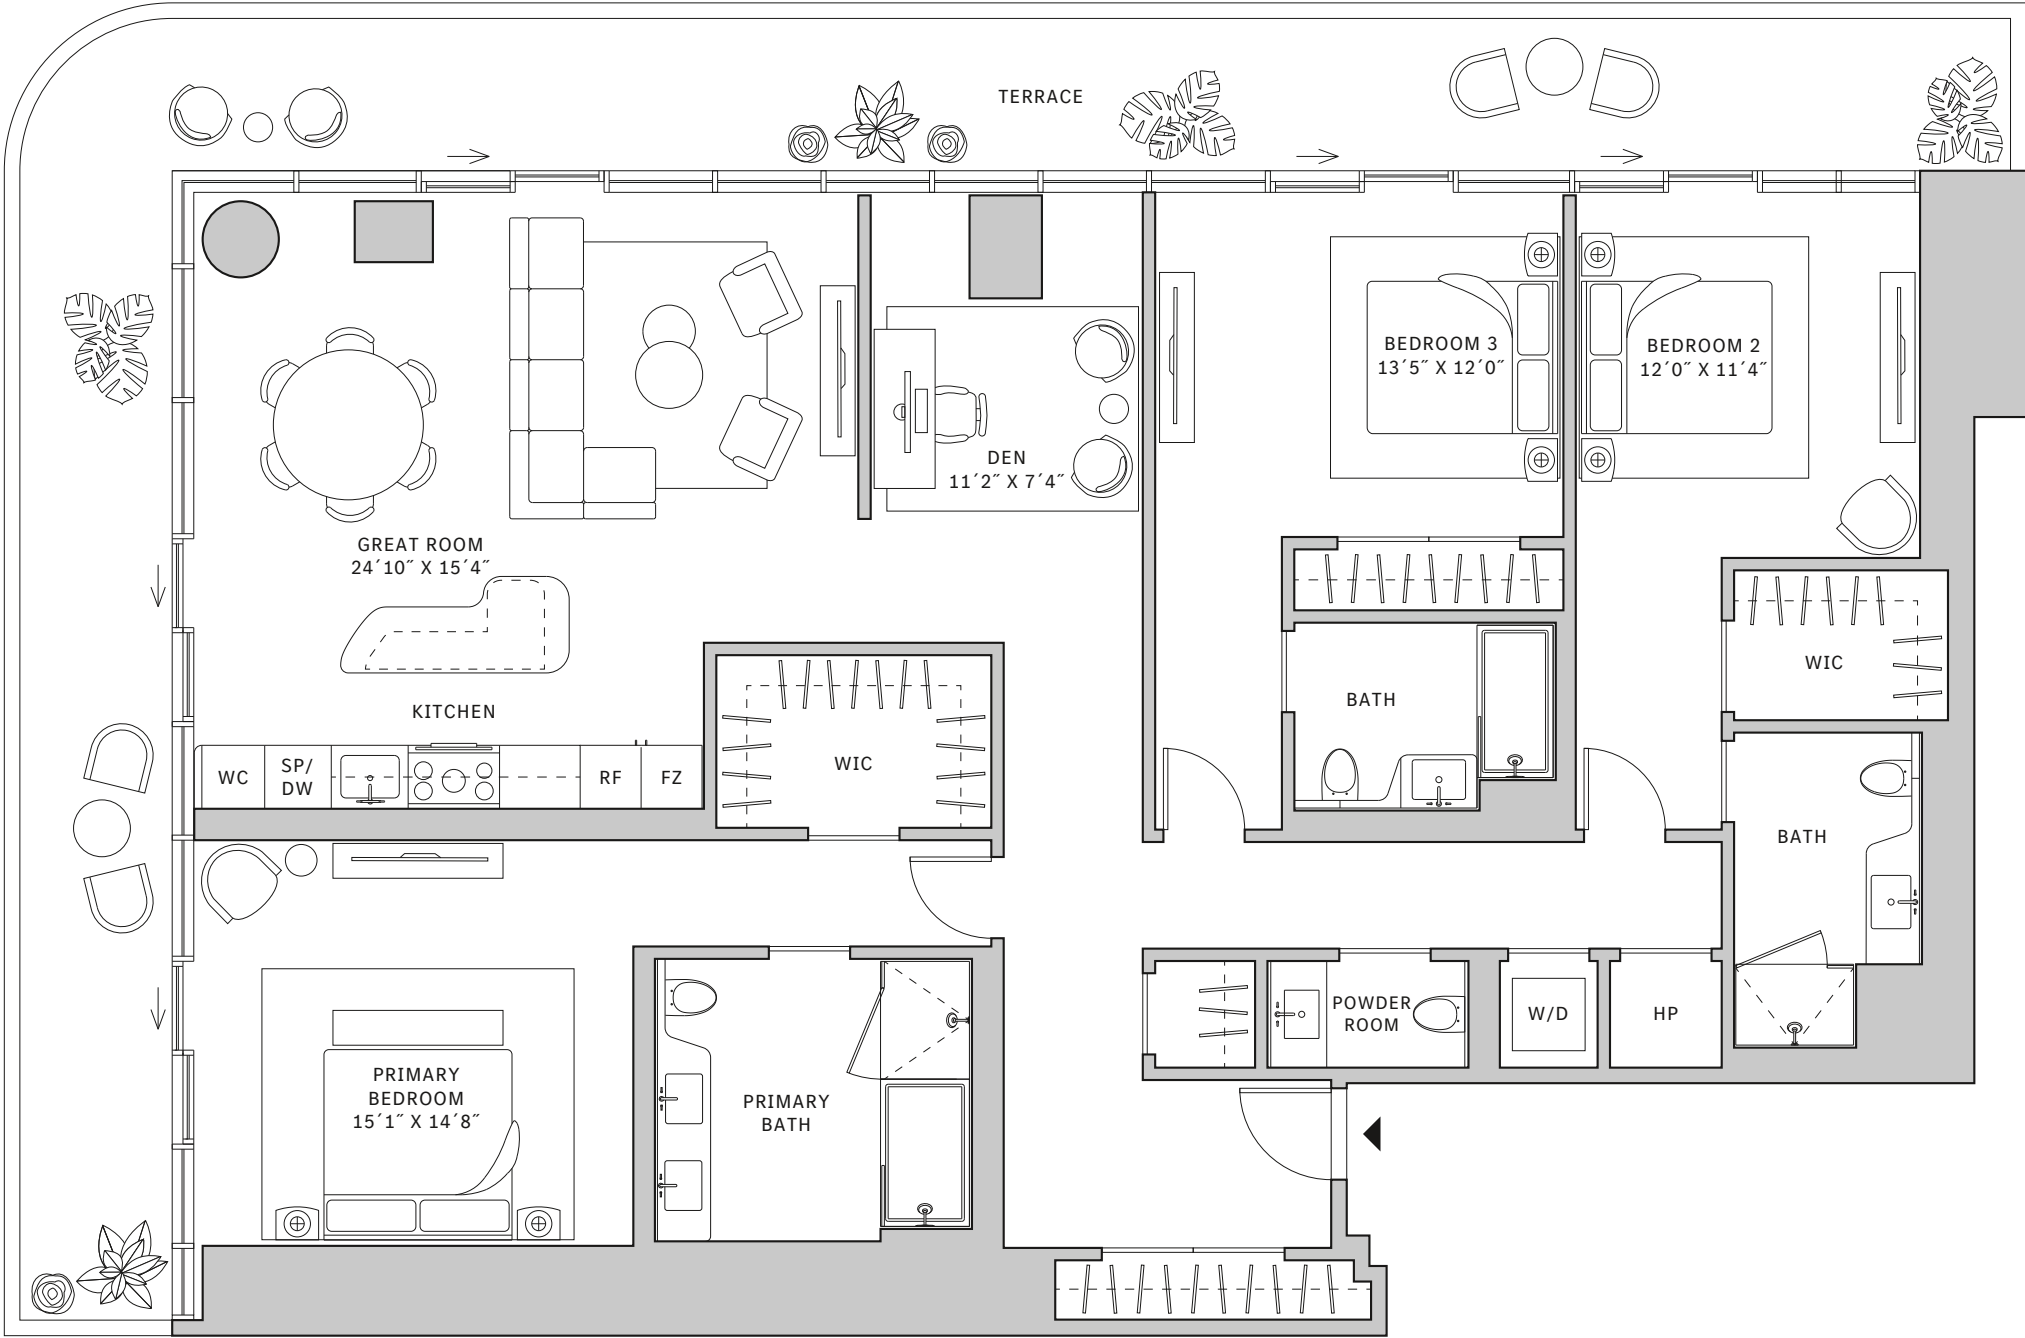 TERRACE
BEDROOM 3
13´5˝ X 12´0˝
BEDROOM 2
12´0˝ X 11´4˝
DEN
11´2˝ X 7´4˝
GREAT ROOM
24´10˝ X 15´4˝
KITCHEN
WC
SP/
DW
RF
FZ
WIC
BATH
WIC
BATH
POWDER
ROOM
W/D
HP
PRIMARY
BEDROOM
15´1˝ X 14´8˝
PRIMARY
BATH